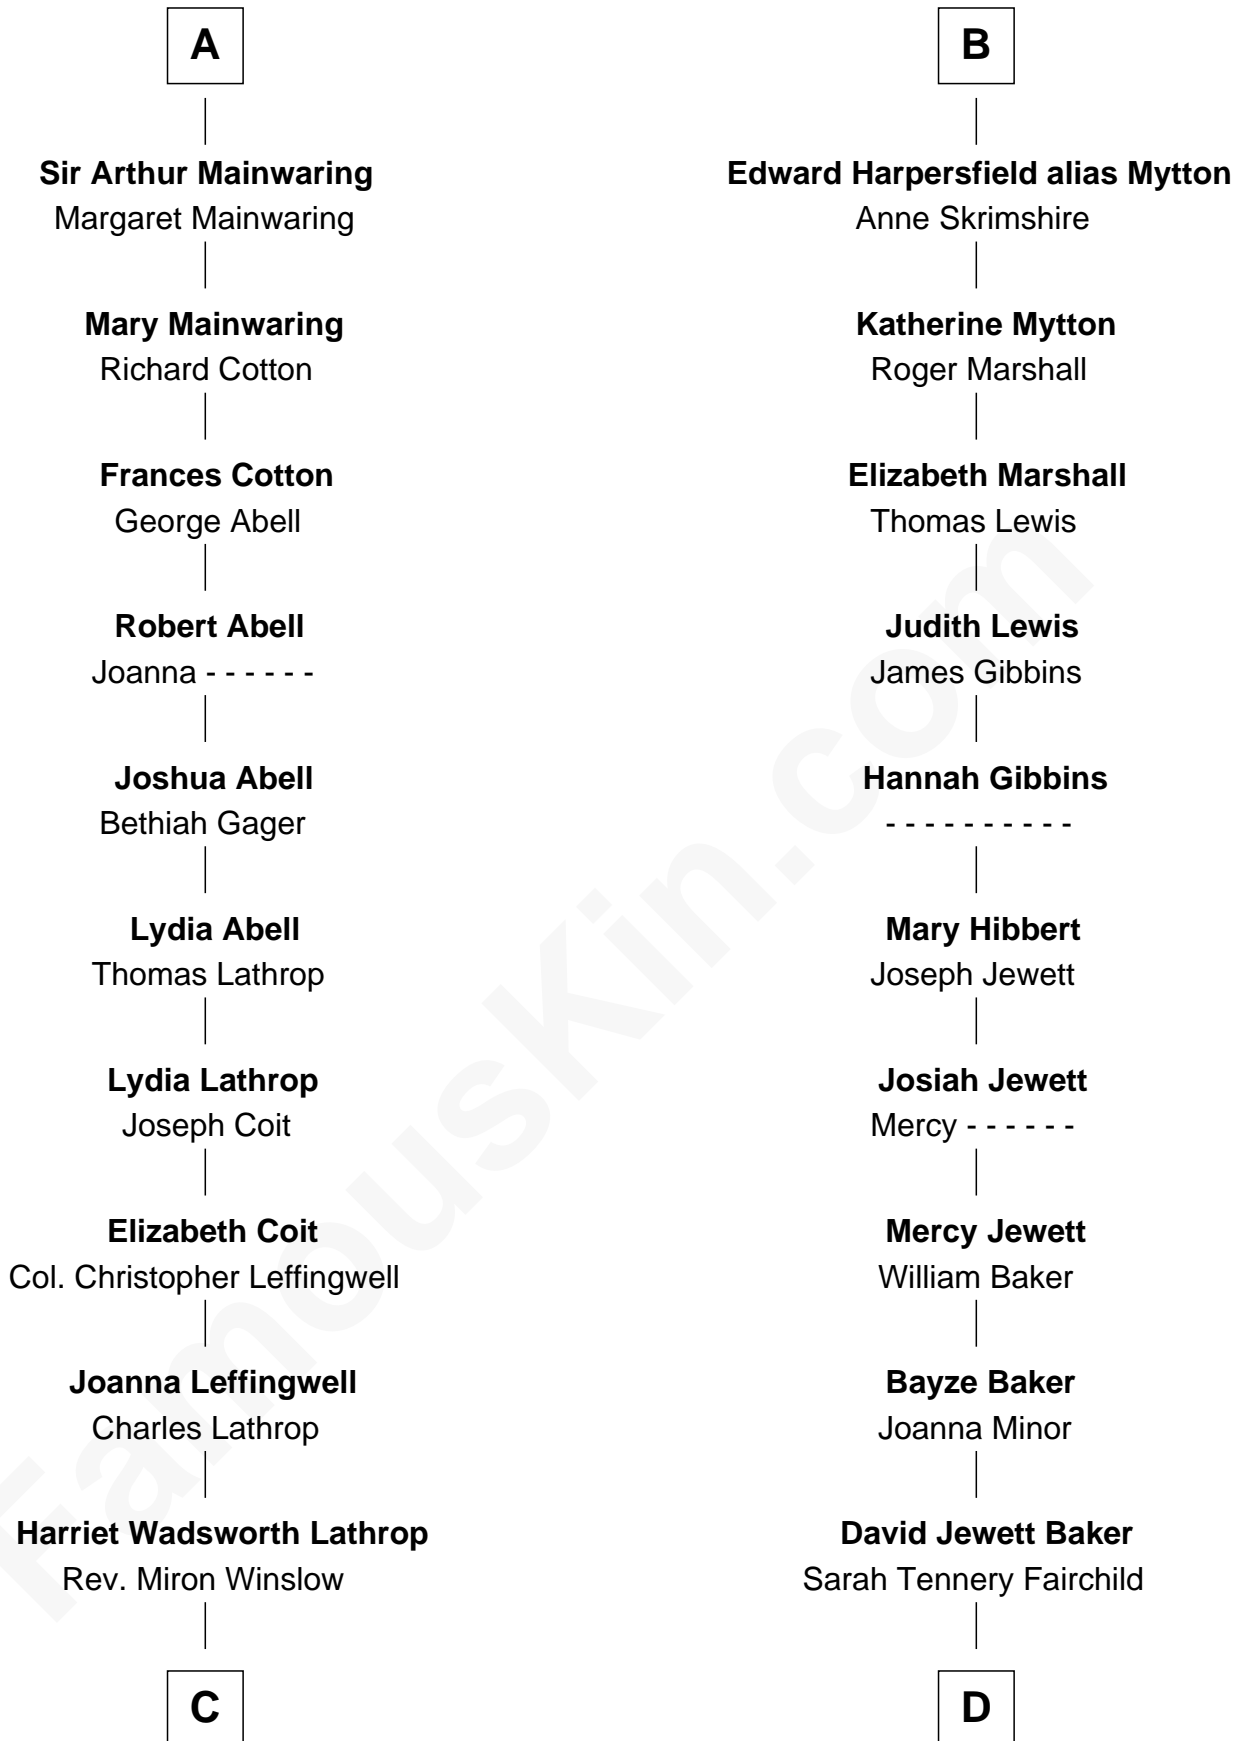 A
Sir Arthur Mainwaring
Margaret Mainwaring
Mary Mainwaring
Richard Cotton
Frances Cotton
George Abell
Robert Abell
Joanna - - - - - -
Joshua Abell
Bethiah Gager
Lydia Abell
Thomas Lathrop
Lydia Lathrop
Joseph Coit
Elizabeth Coit
Col. Christopher Leffingwell
Joanna Leffingwell
Charles Lathrop
Harriet Wadsworth Lathrop
Rev. Miron Winslow
C
B
Edward Harpersfield alias Mytton
Anne Skrimshire
Katherine Mytton
Roger Marshall
Elizabeth Marshall
Thomas Lewis
Judith Lewis
James Gibbins
Hannah Gibbins
- - - - - - - - - -
Mary Hibbert
Joseph Jewett
Josiah Jewett
Mercy - - - - - -
Mercy Jewett
William Baker
Bayze Baker
Joanna Minor
David Jewett Baker
Sarah Tennery Fairchild
D
FamousKin.com